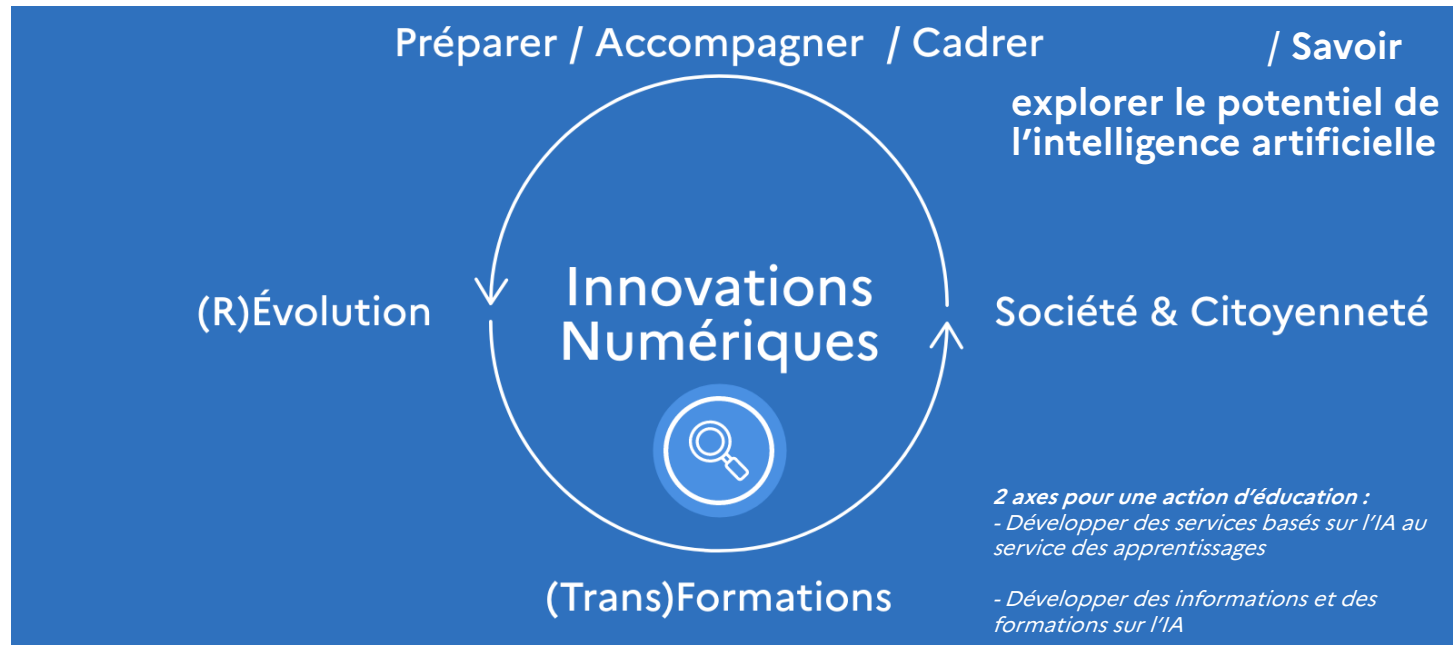 Préparer / Accompagner / Cadrer / Savoir
explorer le potentiel de
l'intelligence artificielle
(R)Évolution
Innovations
Numériques
Société & Citoyenneté
(Trans)Formations
2 axes pour une action d'éducation :
- Développer des services basés sur l'IA au
service des apprentissages
- Développer des informations et des
formations sur l'IA